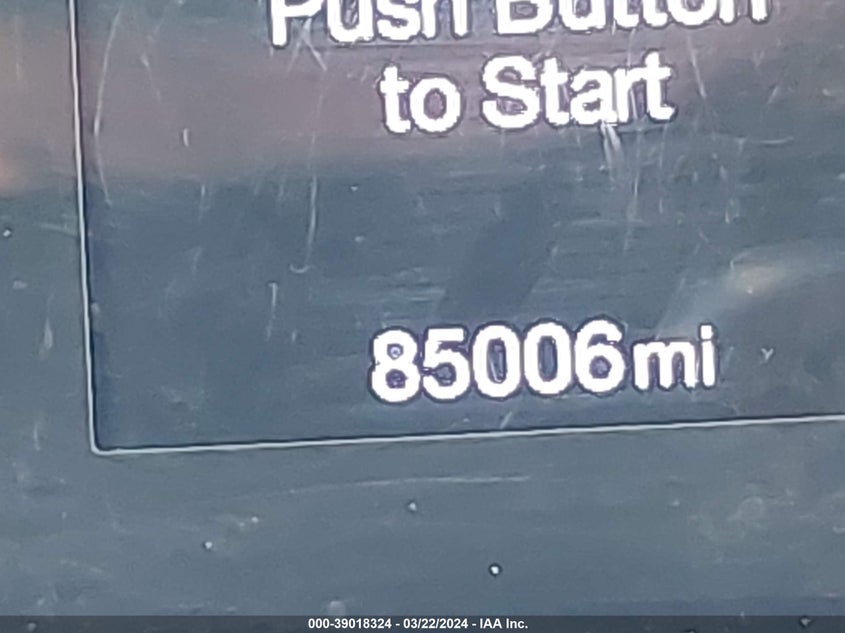 Push Button
to Start
85006mi
000-39018324 - 03/22/2024 - IAA Inc.